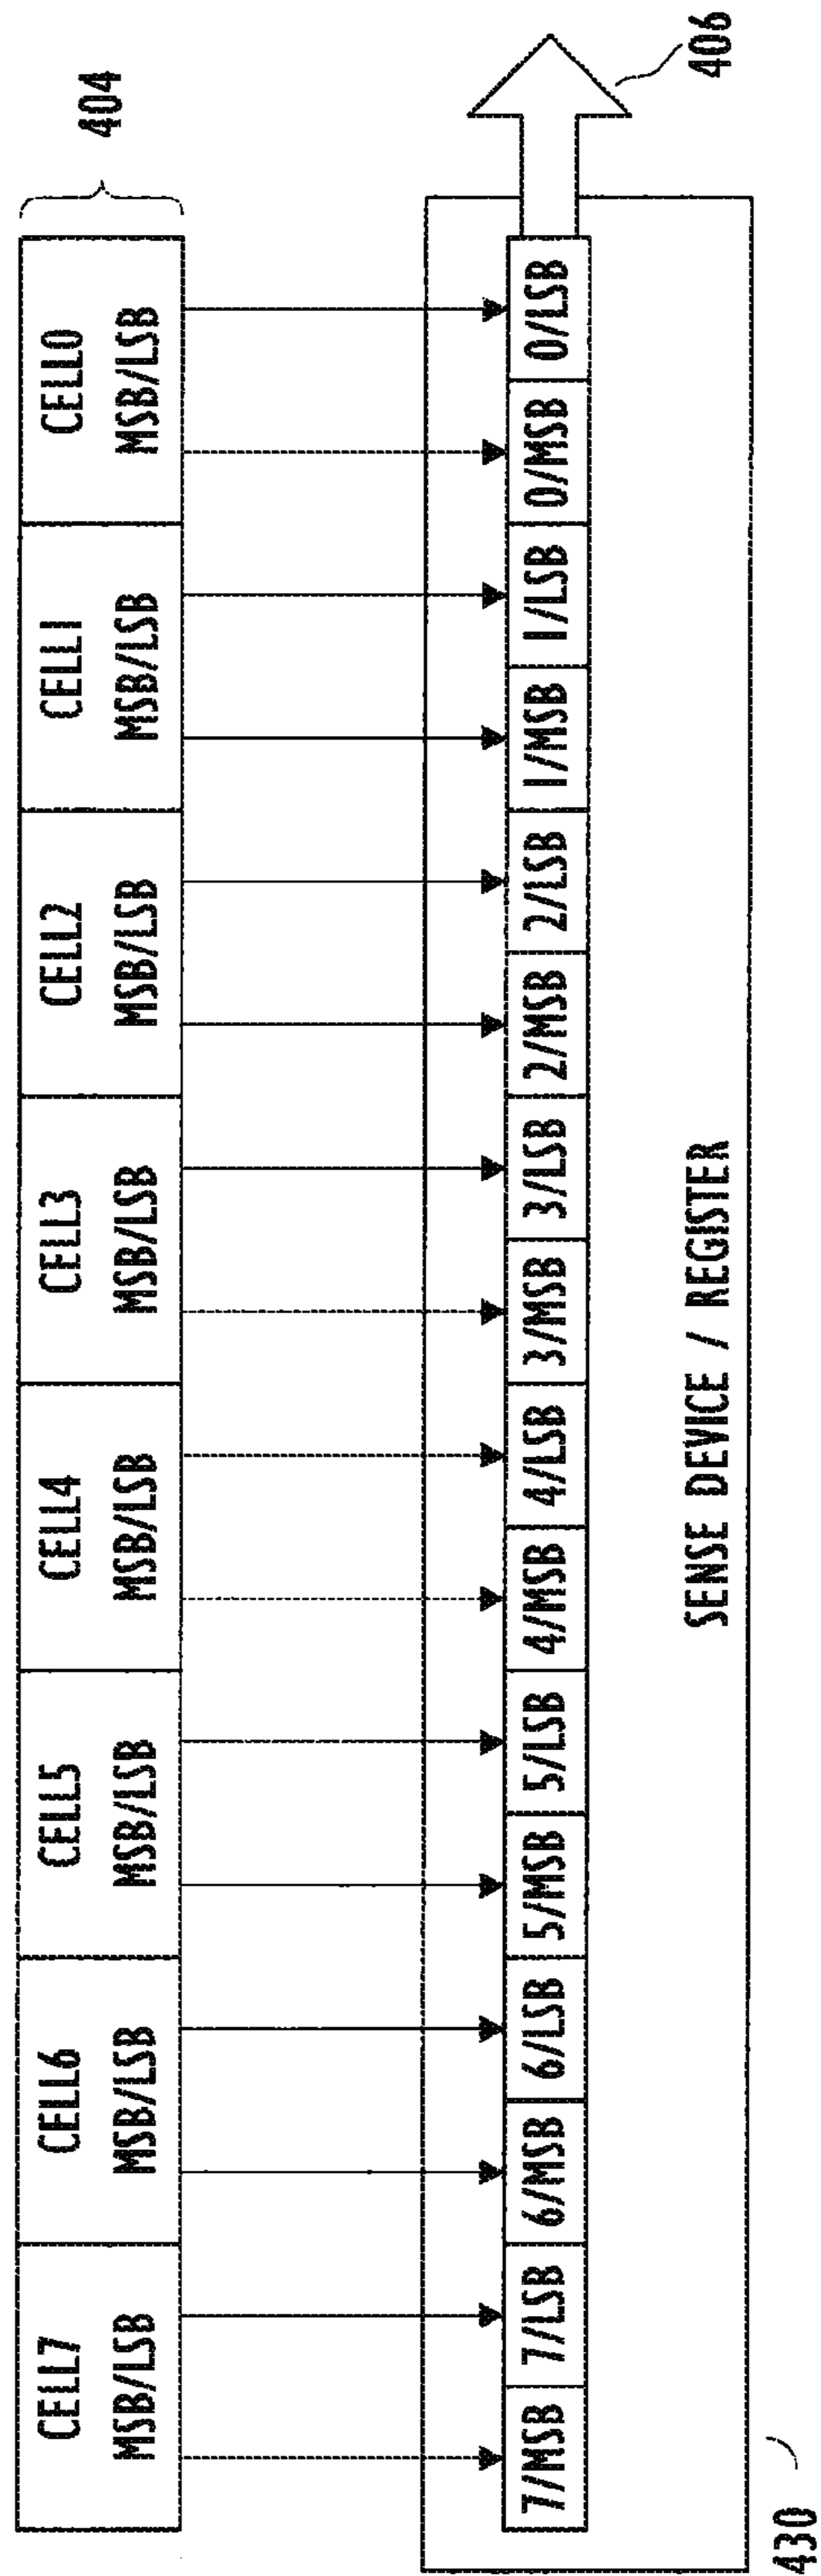 CELL7 CELL6 CELL5 CELL4 CELL3 CELL2 CELL1 CELL0
MSB/LSB MSB/LSB MSB/LSB MSB/LSB MSB/LSB MSB/LSB MSB/LSB MSB/LSB
404
7/MSB 7/LSB 6/MSB 6/LSB 5/MSB 5/LSB 4/MSB 4/LSB 3/MSB 3/LSB 2/MSB 2/LSB 1/MSB 1/LSB 0/MSB 0/LSB
SENSE DEVICE / REGISTER
406
430